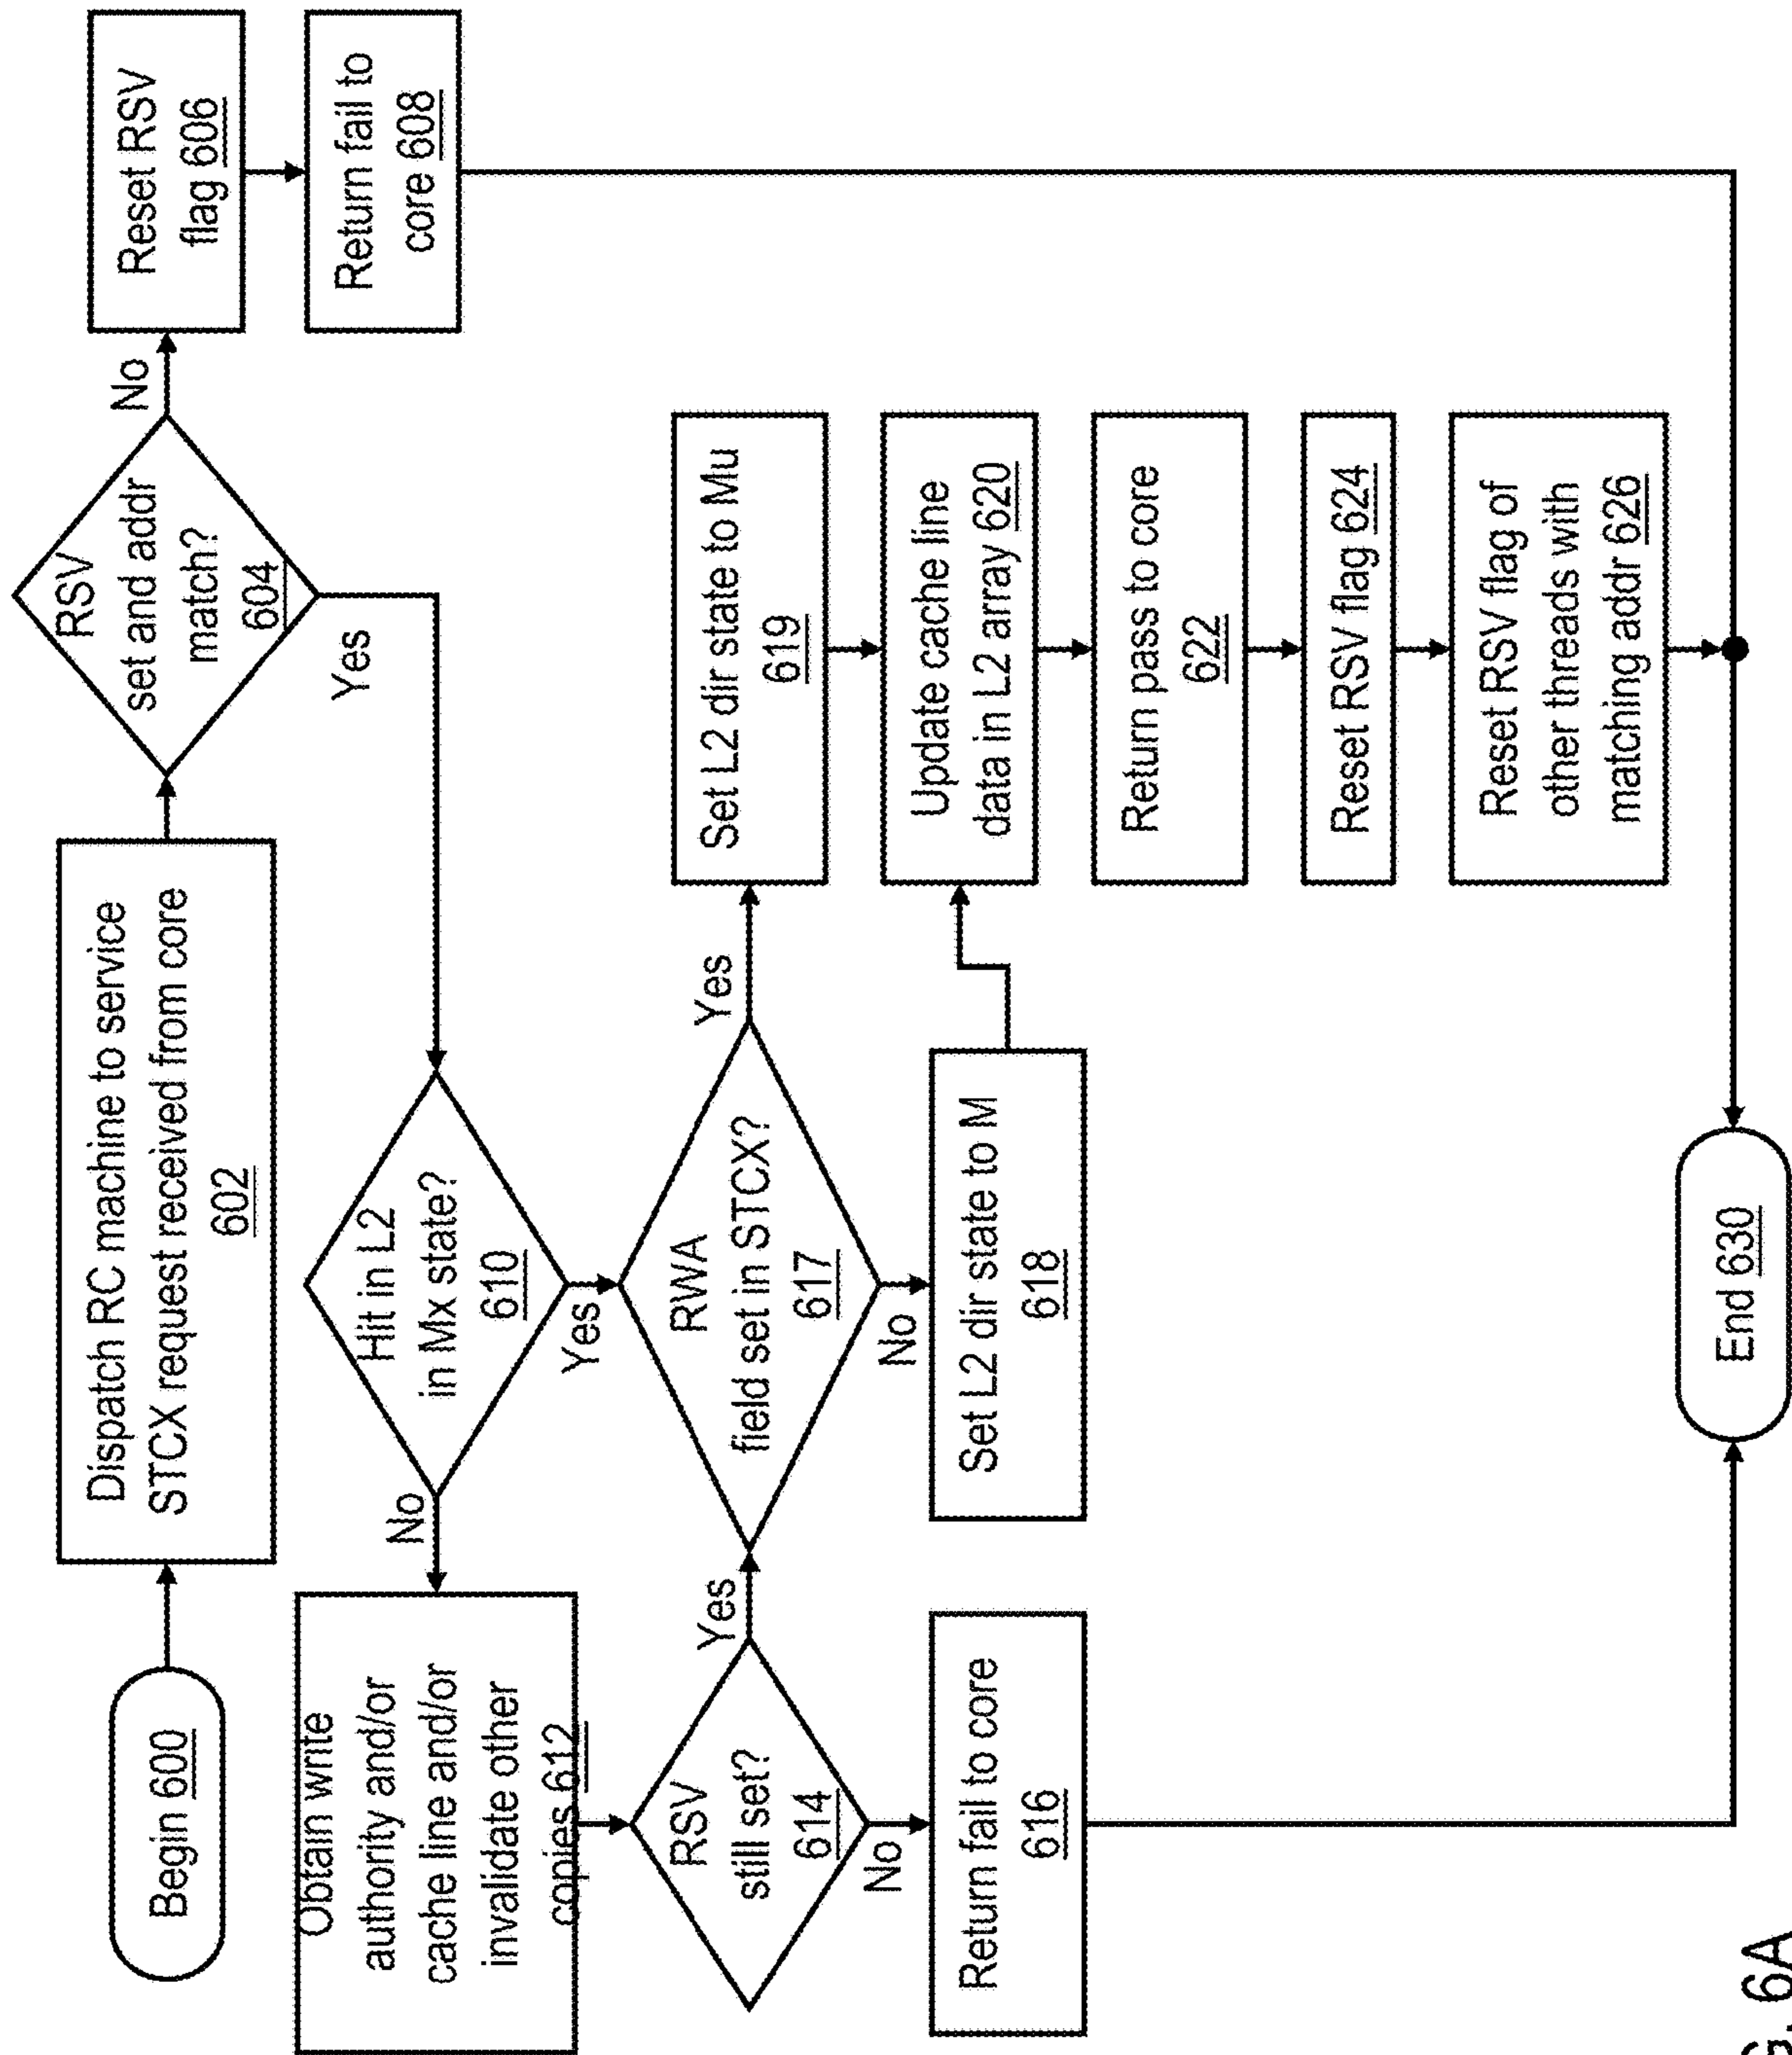 Begin 600
Dispatch RC machine to service
STCX request received from core
602
RSV
set and addr
match?
604
No
Yes
Reset RSV
flag 606
Return fail to
core 608
Hit in L2
in Mx state?
610
No
Yes
Obtain write
authority and/or
cache line and/or
invalidate other
copies 612
RSV
still set?
614
Yes
No
Return fail to core
616
RWA
field set in STCX?
617
Yes
No
Set L2 dir state to M
618
Set L2 dir state to Mu
619
Update cache line
data in L2 array 620
Return pass to core
622
Reset RSV flag 624
Reset RSV flag of
other threads with
matching addr 626
End 630
G. 6A